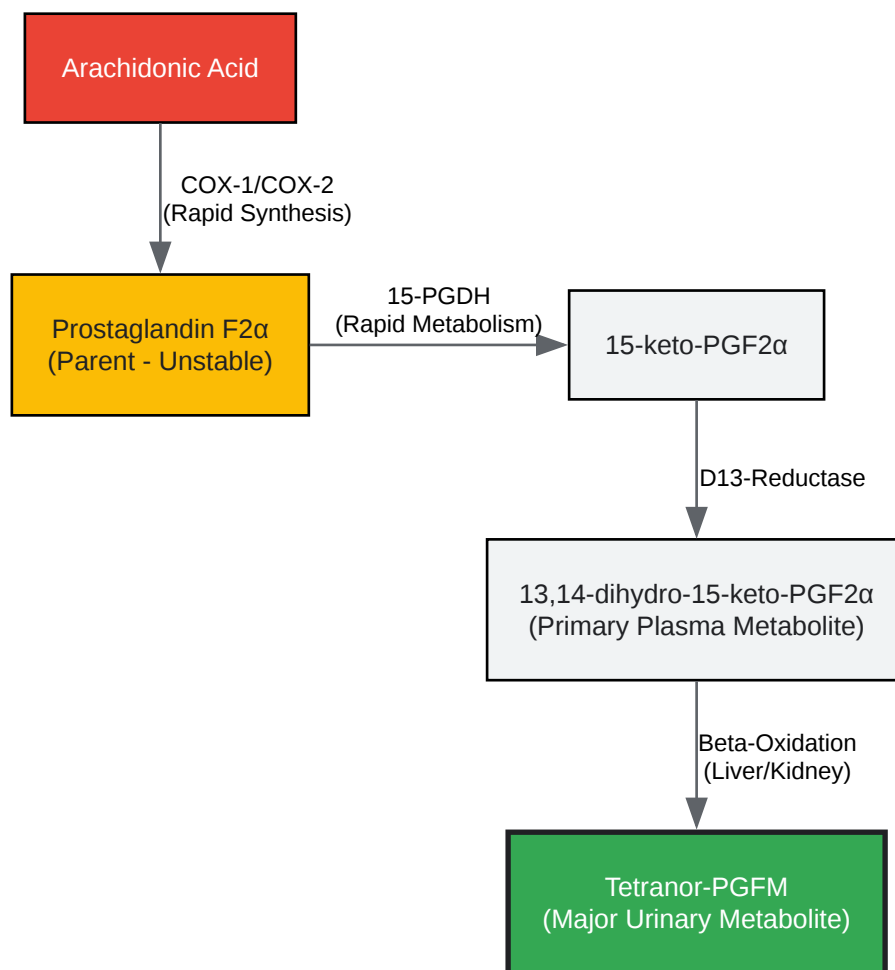 Arachidonic Acid
COX-1/COX-2
(Rapid Synthesis)
Prostaglandin F2α
(Parent - Unstable)
15-PGDH
(Rapid Metabolism)
15-keto-PGF2α
D13-Reductase
13,14-dihydro-15-keto-PGF2α
(Primary Plasma Metabolite)
Beta-Oxidation
(Liver/Kidney)
Tetranor-PGFM
(Major Urinary Metabolite)